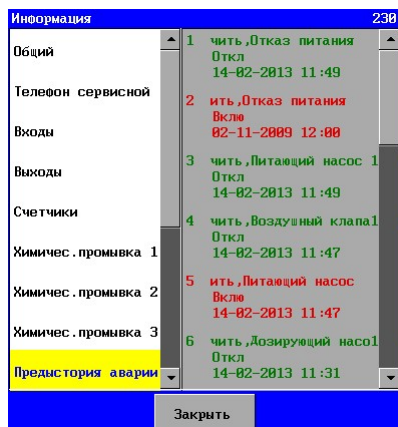 Информация 230
Общий
Телефон сервисной
Входы
Выходы
Счетчики
Химичес.промывка 1
Химичес.промывка 2
Химичес.промывка 3
Предыстория аварии
1 чить,Отказ питания
Откл
14-02-2013 11:49
2 ить,Отказ питания
Вклю
02-11-2009 12:00
3 чить,Питающий насос 1
Откл
14-02-2013 11:49
4 чить,Воздушный клапа1
Откл
14-02-2013 11:47
5 ить,Питающий насос
Вклю
14-02-2013 11:47
6 чить,Дозирующий насо1
Откл
14-02-2013 11:31
Закрыть